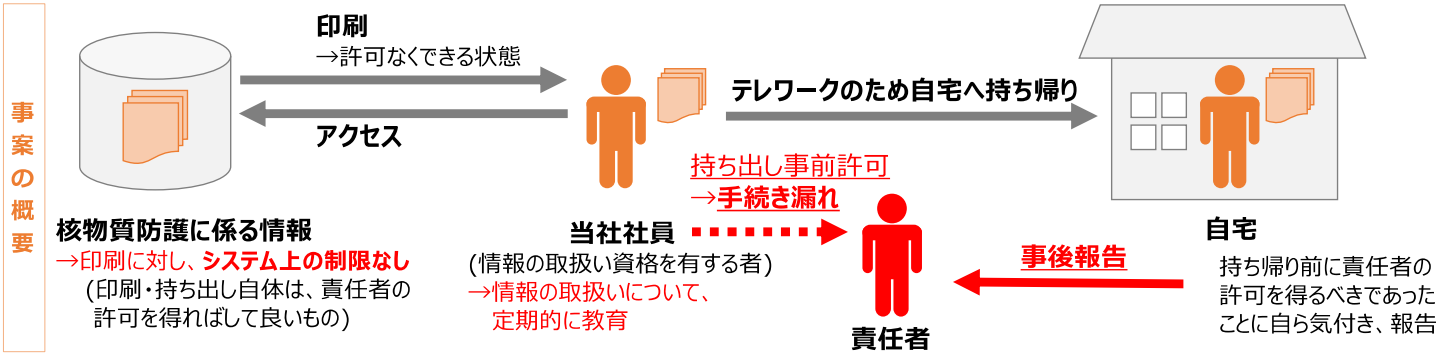 事案の概要
印刷
→許可なくできる状態
アクセス
核物質防護に係る情報
→印刷に対し、システム上の制限なし
(印刷・持ち出し自体は、責任者の
許可を得ればして良いもの)
テレワークのため自宅へ持ち帰り
持ち出し事前許可
→手続き漏れ
当社社員
(情報の取扱い資格を有する者)
→情報の取扱いについて、
定期的に教育
責任者
事後報告
自宅
持ち帰り前に責任者の
許可を得るべきであった
ことに自ら気付き、報告